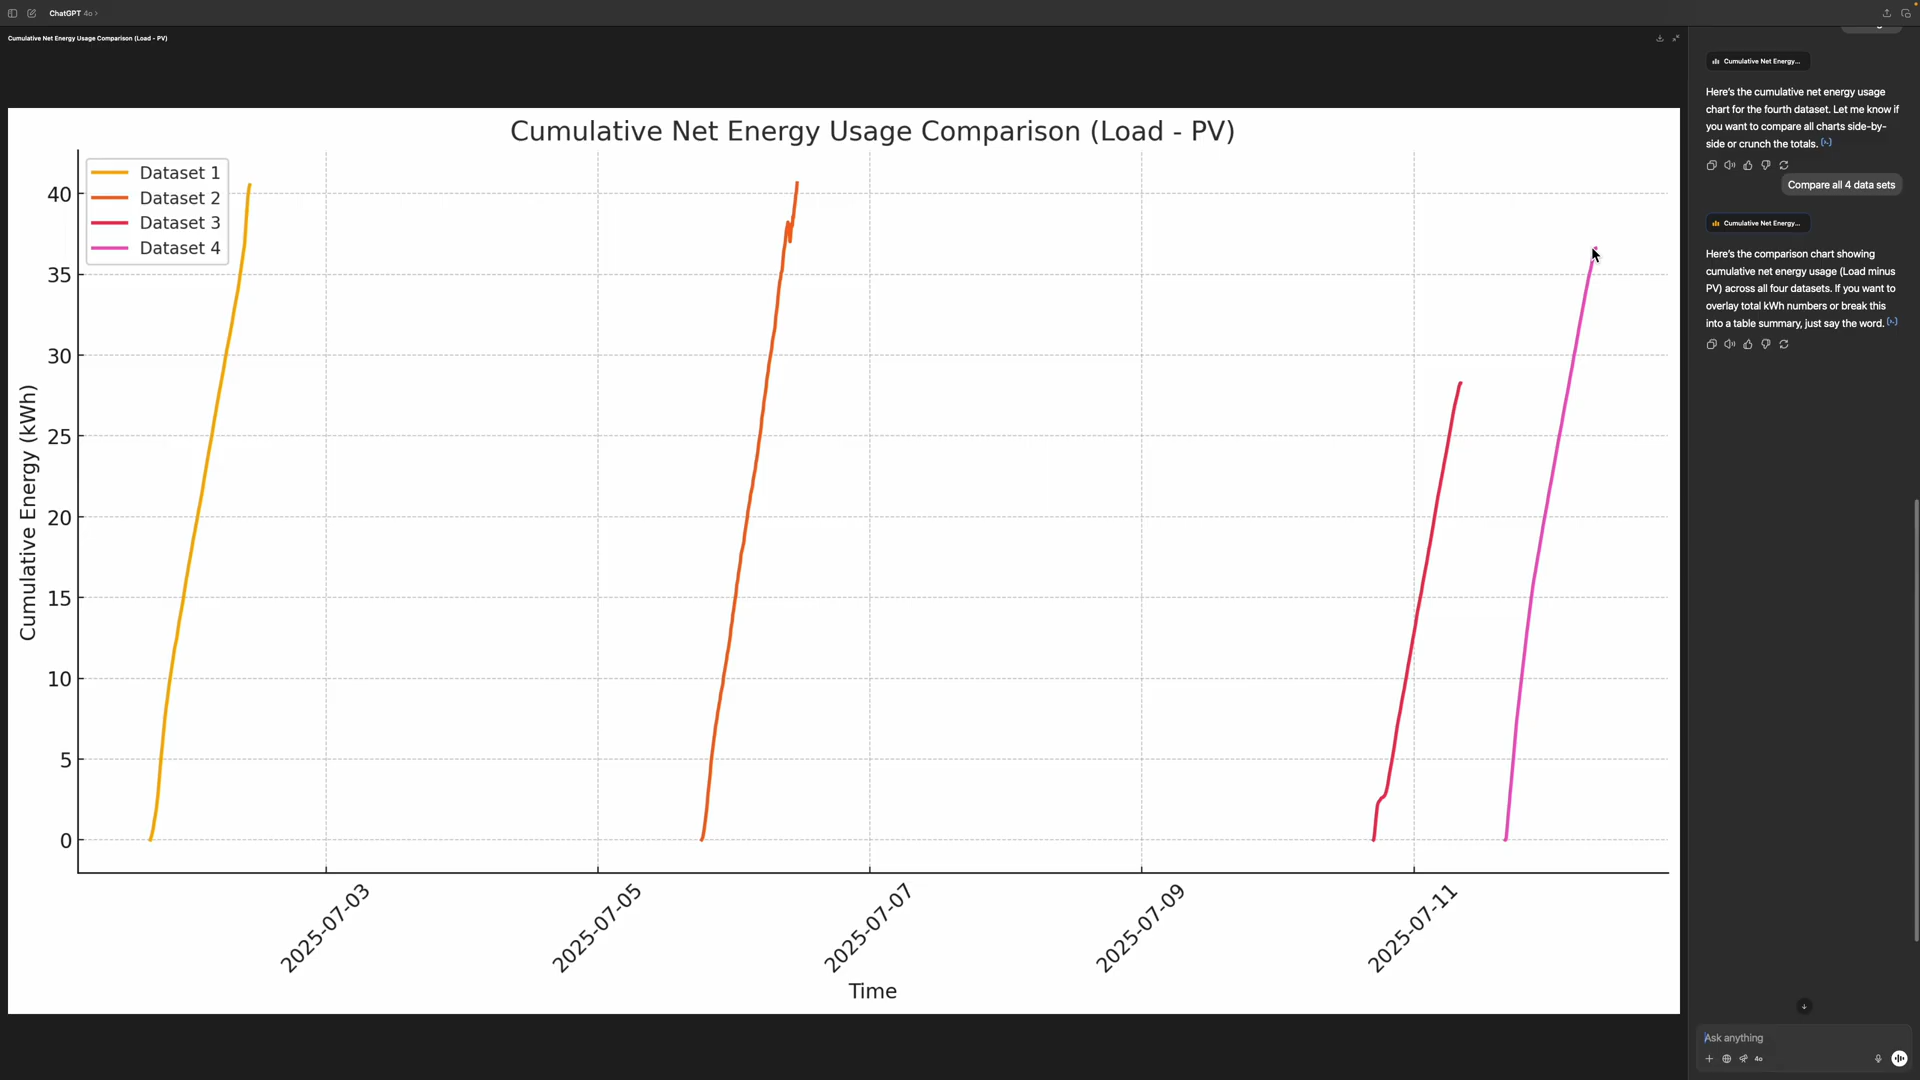 ChatGPT 4o >
Cumulative Net Energy Usage Comparison (Load - PV)
Cumulative Net Energy Usage Comparison (Load - PV)
Dataset 1
Dataset 2
Dataset 3
Dataset 4
Cumulative Energy (kWh)
40
35
30
25
20
15
10
5
0
2025-07-03
2025-07-05
2025-07-07
2025-07-09
2025-07-11
Time
Cumulative Net Energy...
Here's the cumulative net energy usage
chart for the fourth dataset. Let me know if
you want to compare all charts side-by-
side or crunch the totals. [>-]
Compare all 4 data sets
Cumulative Net Energy...
Here's the comparison chart showing
cumulative net energy usage (Load minus
PV) across all four datasets. If you want to
overlay total kWh numbers or break this
into a table summary, just say the word. [>-]
Ask anything
4o